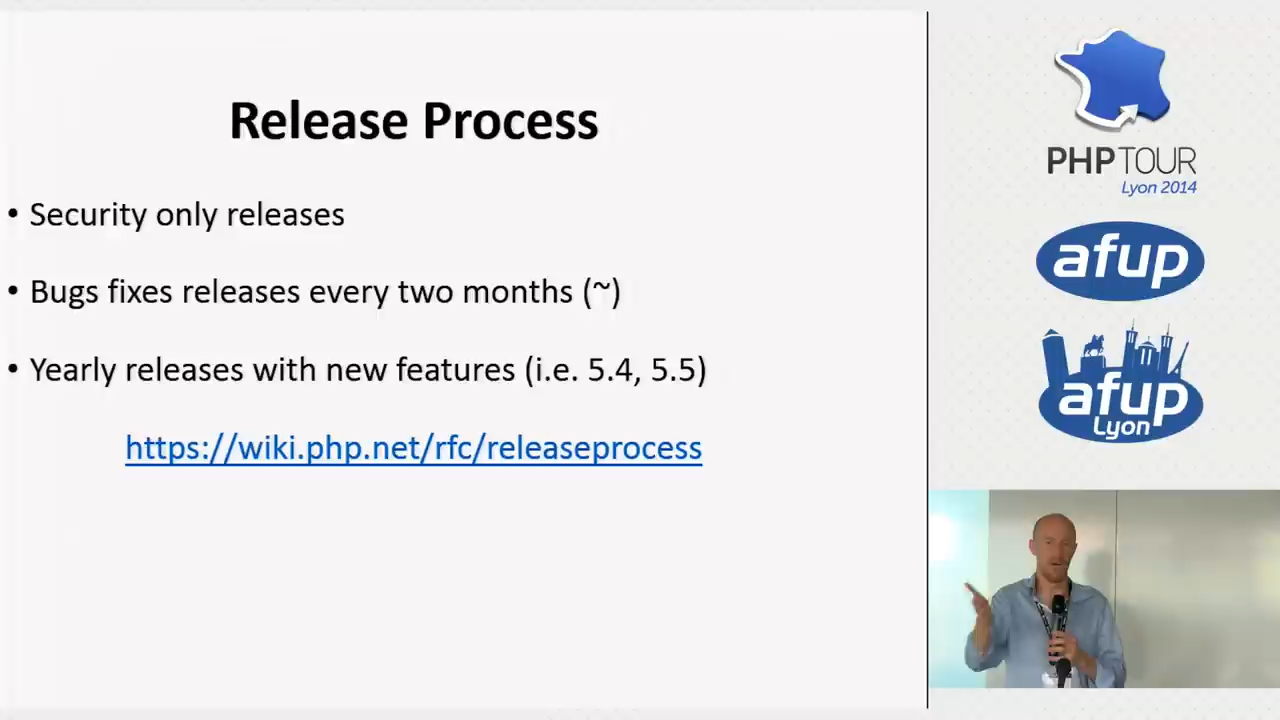 Release Process
• Security only releases
• Bugs fixes releases every two months (~)
• Yearly releases with new features (i.e. 5.4, 5.5)
https://wiki.php.net/rfc/releaseprocess
PHP TOUR
Lyon 2014
afup
afup
Lyon